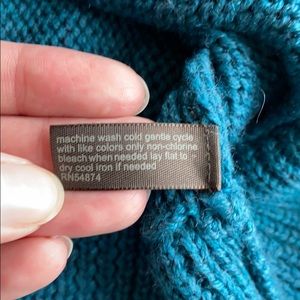 machine wash cold gentle cycle
with like colors only non-chlorine
bleach when needed lay flat to
dry cool iron if needed
RN54874